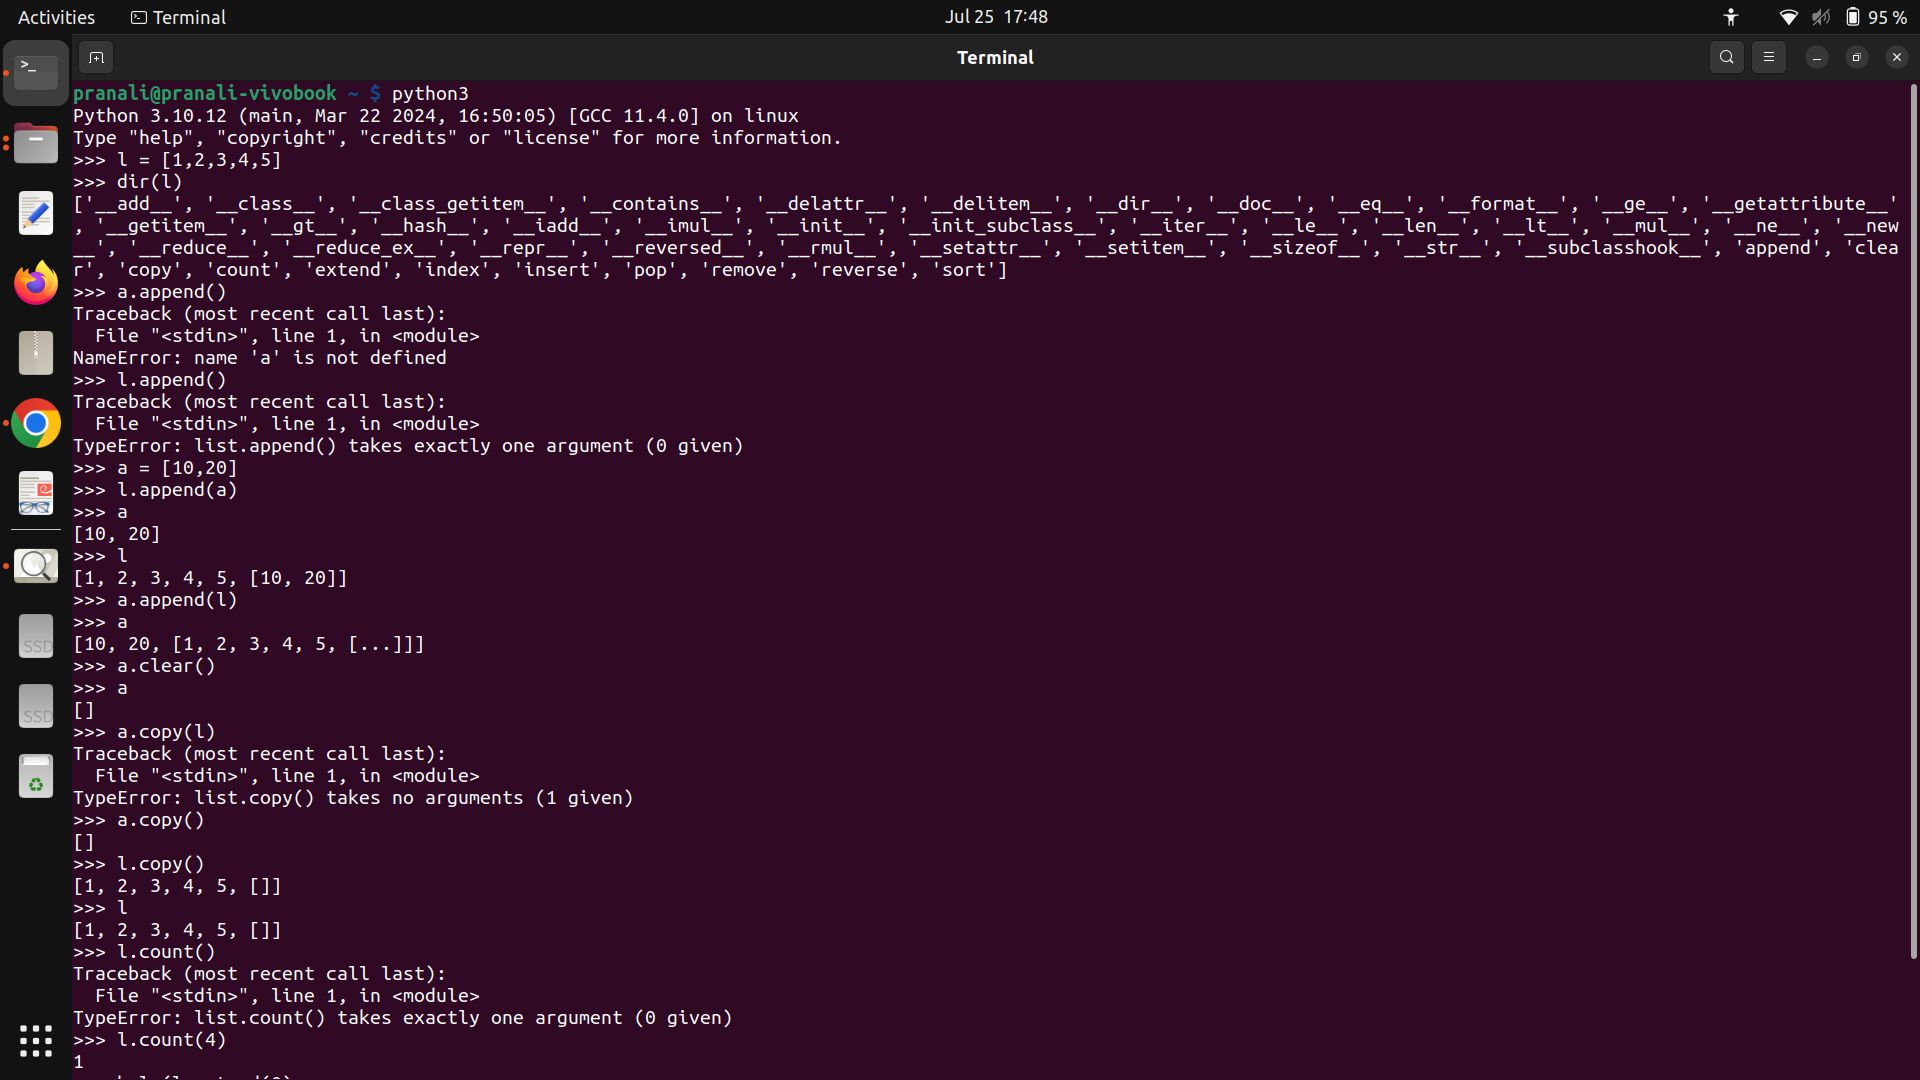 Activities
Terminal
Jul 25 17:48
95 %
Terminal
pranali@pranali-vivobook ~ $ python3
Python 3.10.12 (main, Mar 22 2024, 16:50:05) [GCC 11.4.0] on linux
Type "help", "copyright", "credits" or "license" for more information.
>>> l = [1,2,3,4,5]
>>> dir(l)
['__add__', '__class__', '__class_getitem__', '__contains__', '__delattr__', '__delitem__', '__dir__', '__doc__', '__eq__', '__format__', '__ge__', '__getattribute__'
, '__getitem__', '__gt__', '__hash__', '__iadd__', '__imul__', '__init__', '__init_subclass__', '__iter__', '__le__', '__len__', '__lt__', '__mul__', '__ne__', '__new
__', '__reduce__', '__reduce_ex__', '__repr__', '__reversed__', '__rmul__', '__setattr__', '__setitem__', '__sizeof__', '__str__', '__subclasshook__', 'append', 'clea
r', 'copy', 'count', 'extend', 'index', 'insert', 'pop', 'remove', 'reverse', 'sort']
>>> a.append()
Traceback (most recent call last):
  File "<stdin>", line 1, in <module>
NameError: name 'a' is not defined
>>> l.append()
Traceback (most recent call last):
  File "<stdin>", line 1, in <module>
TypeError: list.append() takes exactly one argument (0 given)
>>> a = [10,20]
>>> l.append(a)
>>> a
[10, 20]
>>> l
[1, 2, 3, 4, 5, [10, 20]]
>>> a.append(l)
>>> a
[10, 20, [1, 2, 3, 4, 5, [...]]]
>>> a.clear()
>>> a
[]
>>> a.copy(l)
Traceback (most recent call last):
  File "<stdin>", line 1, in <module>
TypeError: list.copy() takes no arguments (1 given)
>>> a.copy()
[]
>>> l.copy()
[1, 2, 3, 4, 5, []]
>>> l
[1, 2, 3, 4, 5, []]
>>> l.count()
Traceback (most recent call last):
  File "<stdin>", line 1, in <module>
TypeError: list.count() takes exactly one argument (0 given)
>>> l.count(4)
1
SSD
SSD